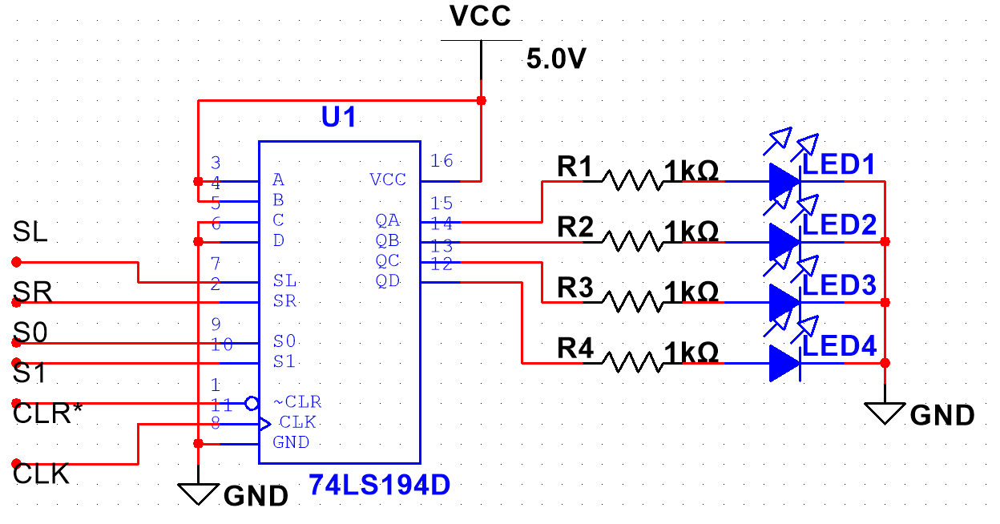 VCC
5.0V
U1
3
4
5
6
7
2
9
10
1
11
8
A
B
C
D
SL
SR
S0
S1
~CLR
CLK
GND
VCC
QA
QB
QC
QD
16
15
14
13
12
74LS194D
SL
SR
S0
S1
CLR*
CLK
GND
R1 1kΩ LED1
R2 1kΩ LED2
R3 1kΩ LED3
R4 1kΩ LED4
GND